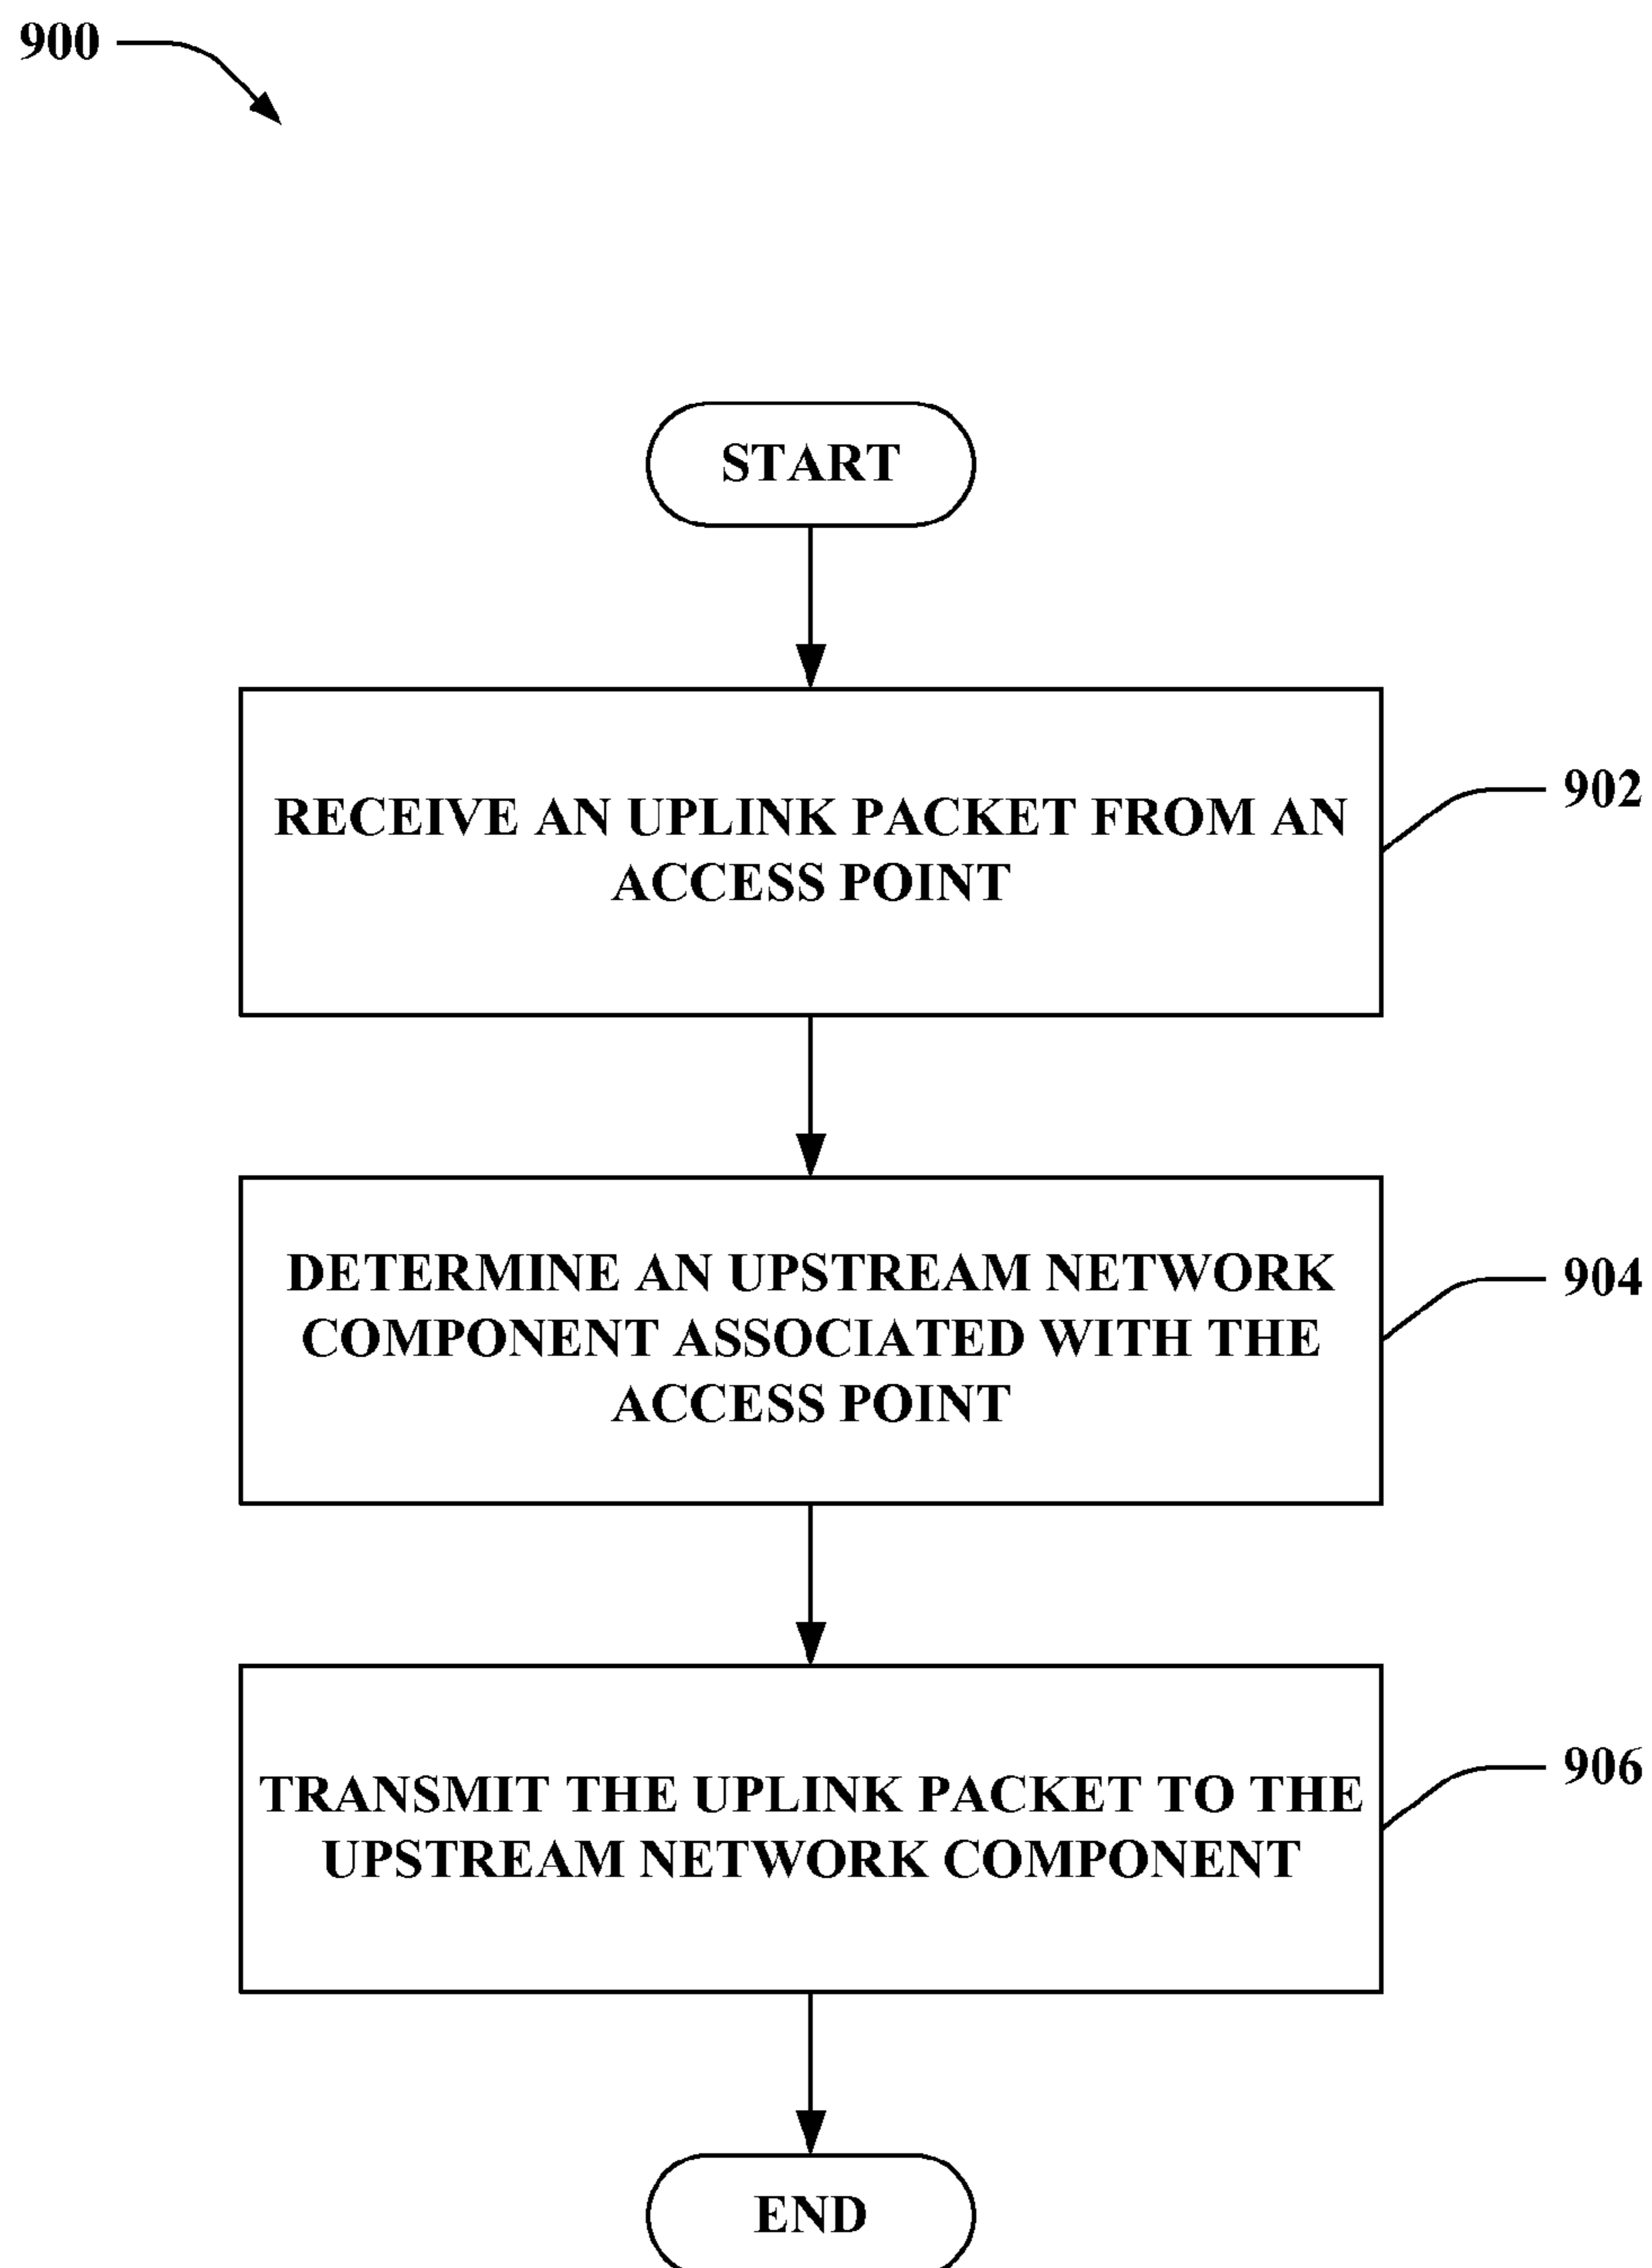 900
START
RECEIVE AN UPLINK PACKET FROM AN
ACCESS POINT
902
DETERMINE AN UPSTREAM NETWORK
COMPONENT ASSOCIATED WITH THE
ACCESS POINT
904
TRANSMIT THE UPLINK PACKET TO THE
UPSTREAM NETWORK COMPONENT
906
END